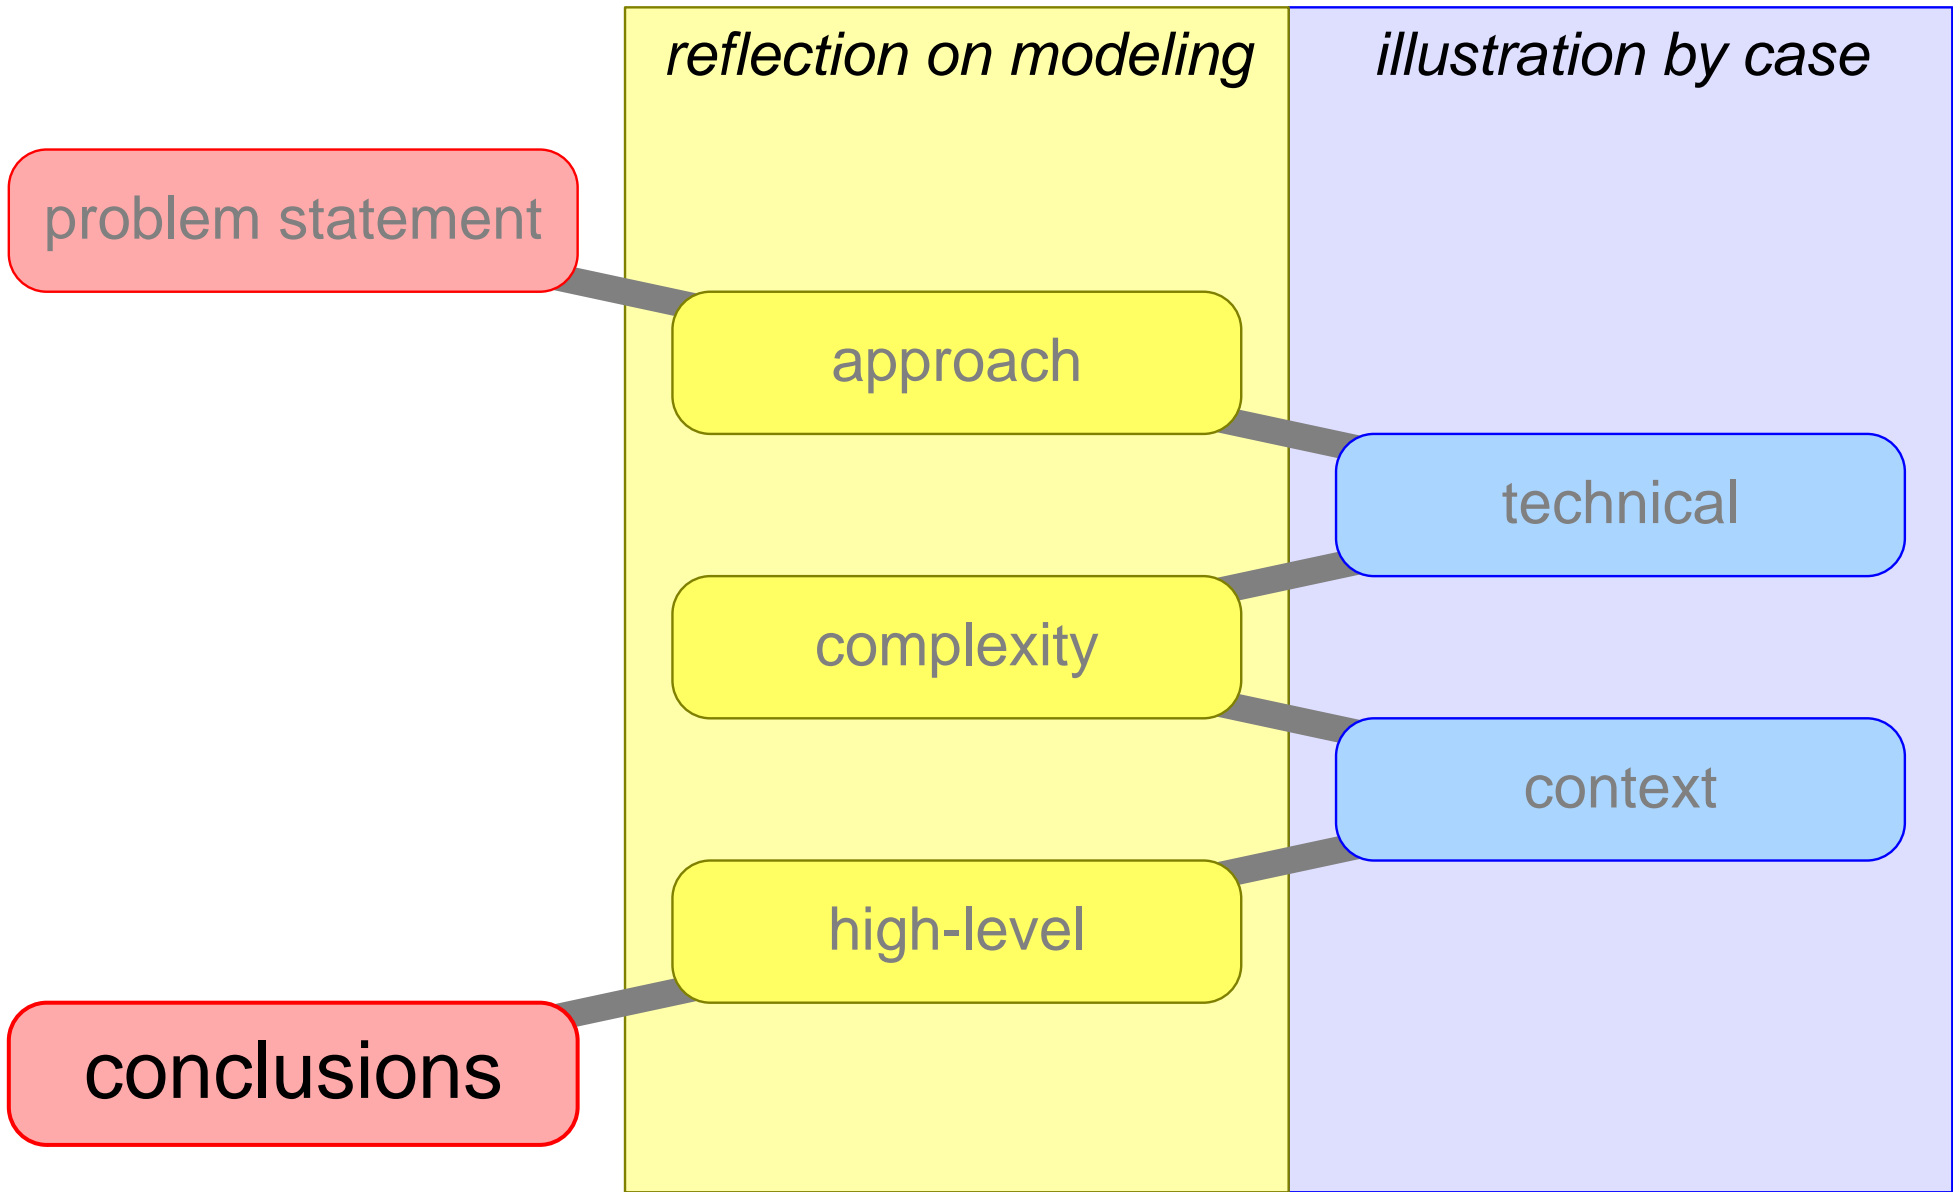 reflection on modeling
illustration by case
problem statement
approach
technical
complexity
context
high-level
conclusions